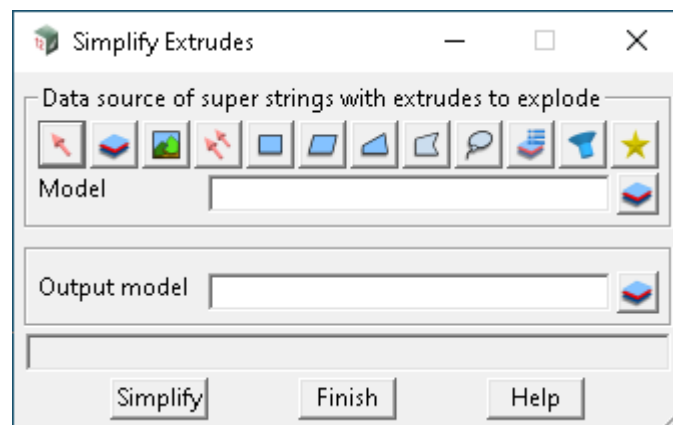 Simplify Extrudes
Data source of super strings with extrudes to explode
Model
Output model
Simplify Finish Help